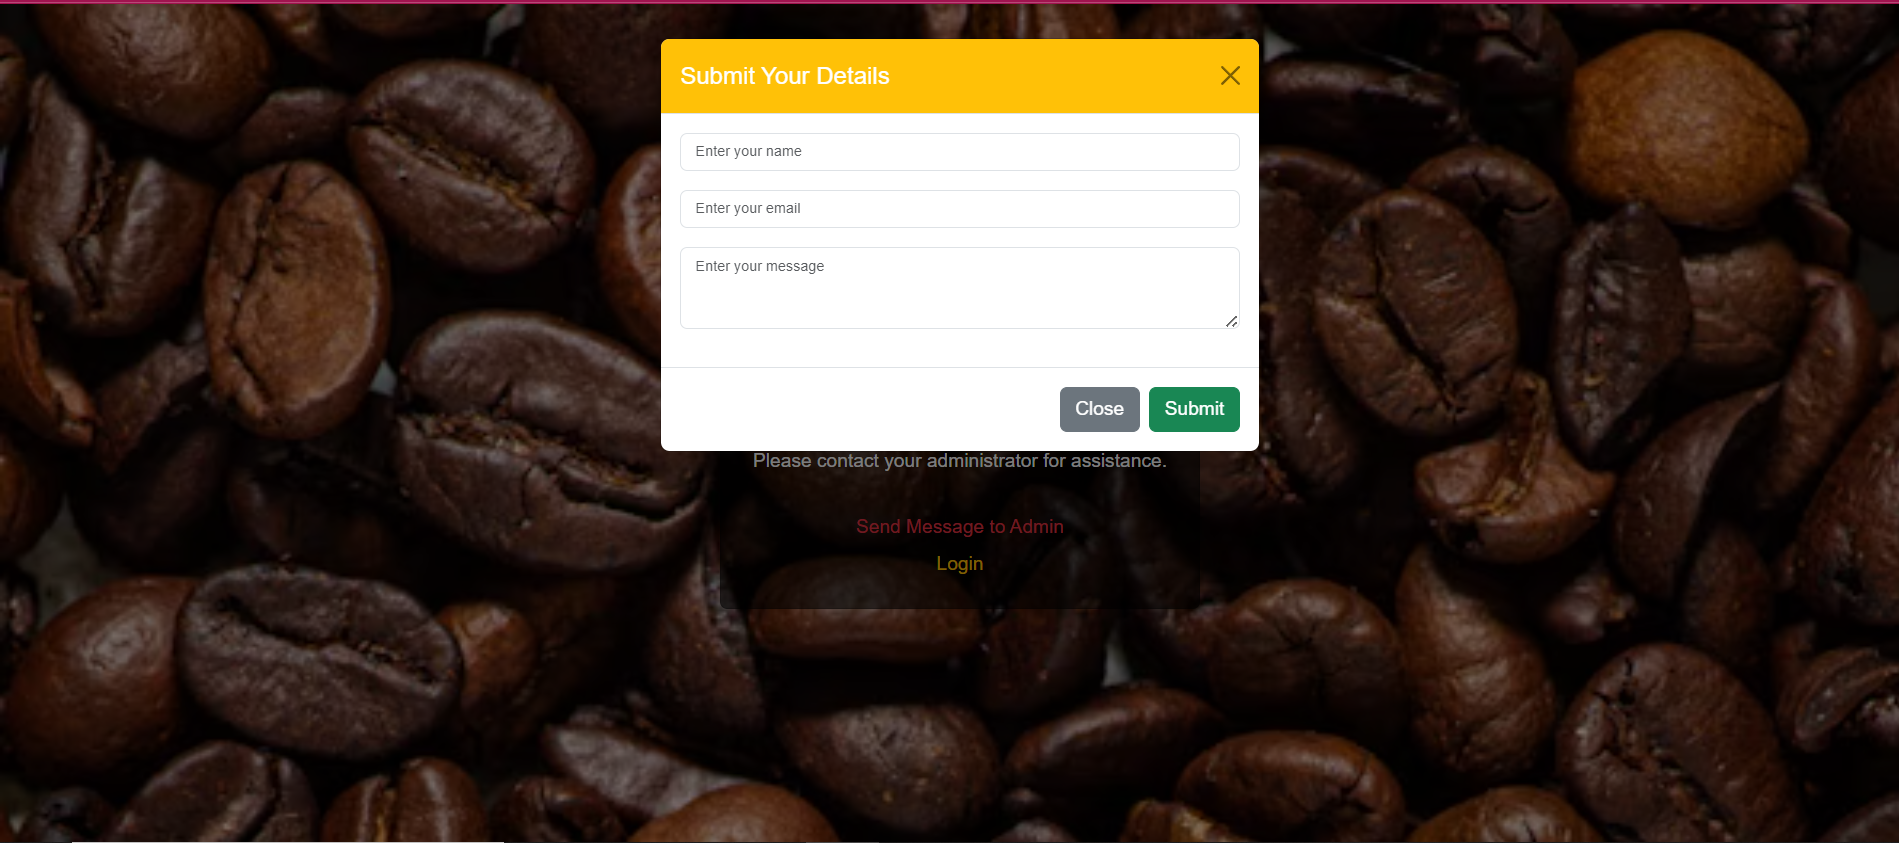 Submit Your Details
Enter your name
Enter your email
Enter your message
Close Submit
Please contact your administrator for assistance.
Send Message to Admin
Login